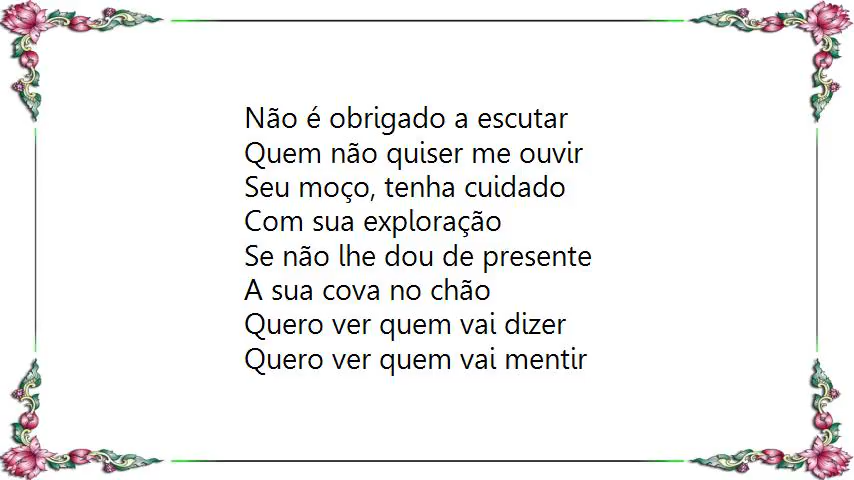 Não é obrigado a escutar
Quem não quiser me ouvir
Seu moço, tenha cuidado
Com sua exploração
Se não lhe dou de presente
A sua cova no chão
Quero ver quem vai dizer
Quero ver quem vai mentir